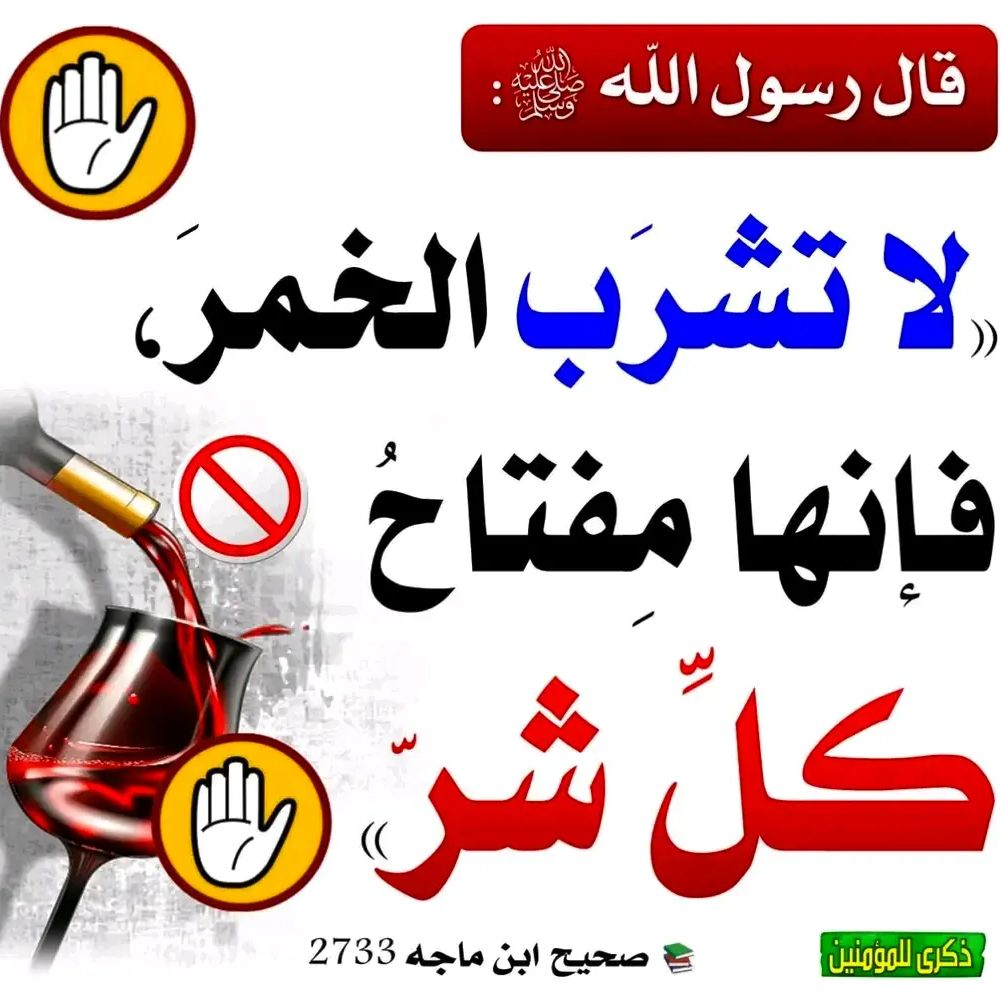 قال رسول الله ﷺ :
((لا تشرَب الخمرَ،
فإنها مِفتاحُ
كلِّ شرّ))
صحيح ابن ماجه 2733
ذكرى للمؤمنين